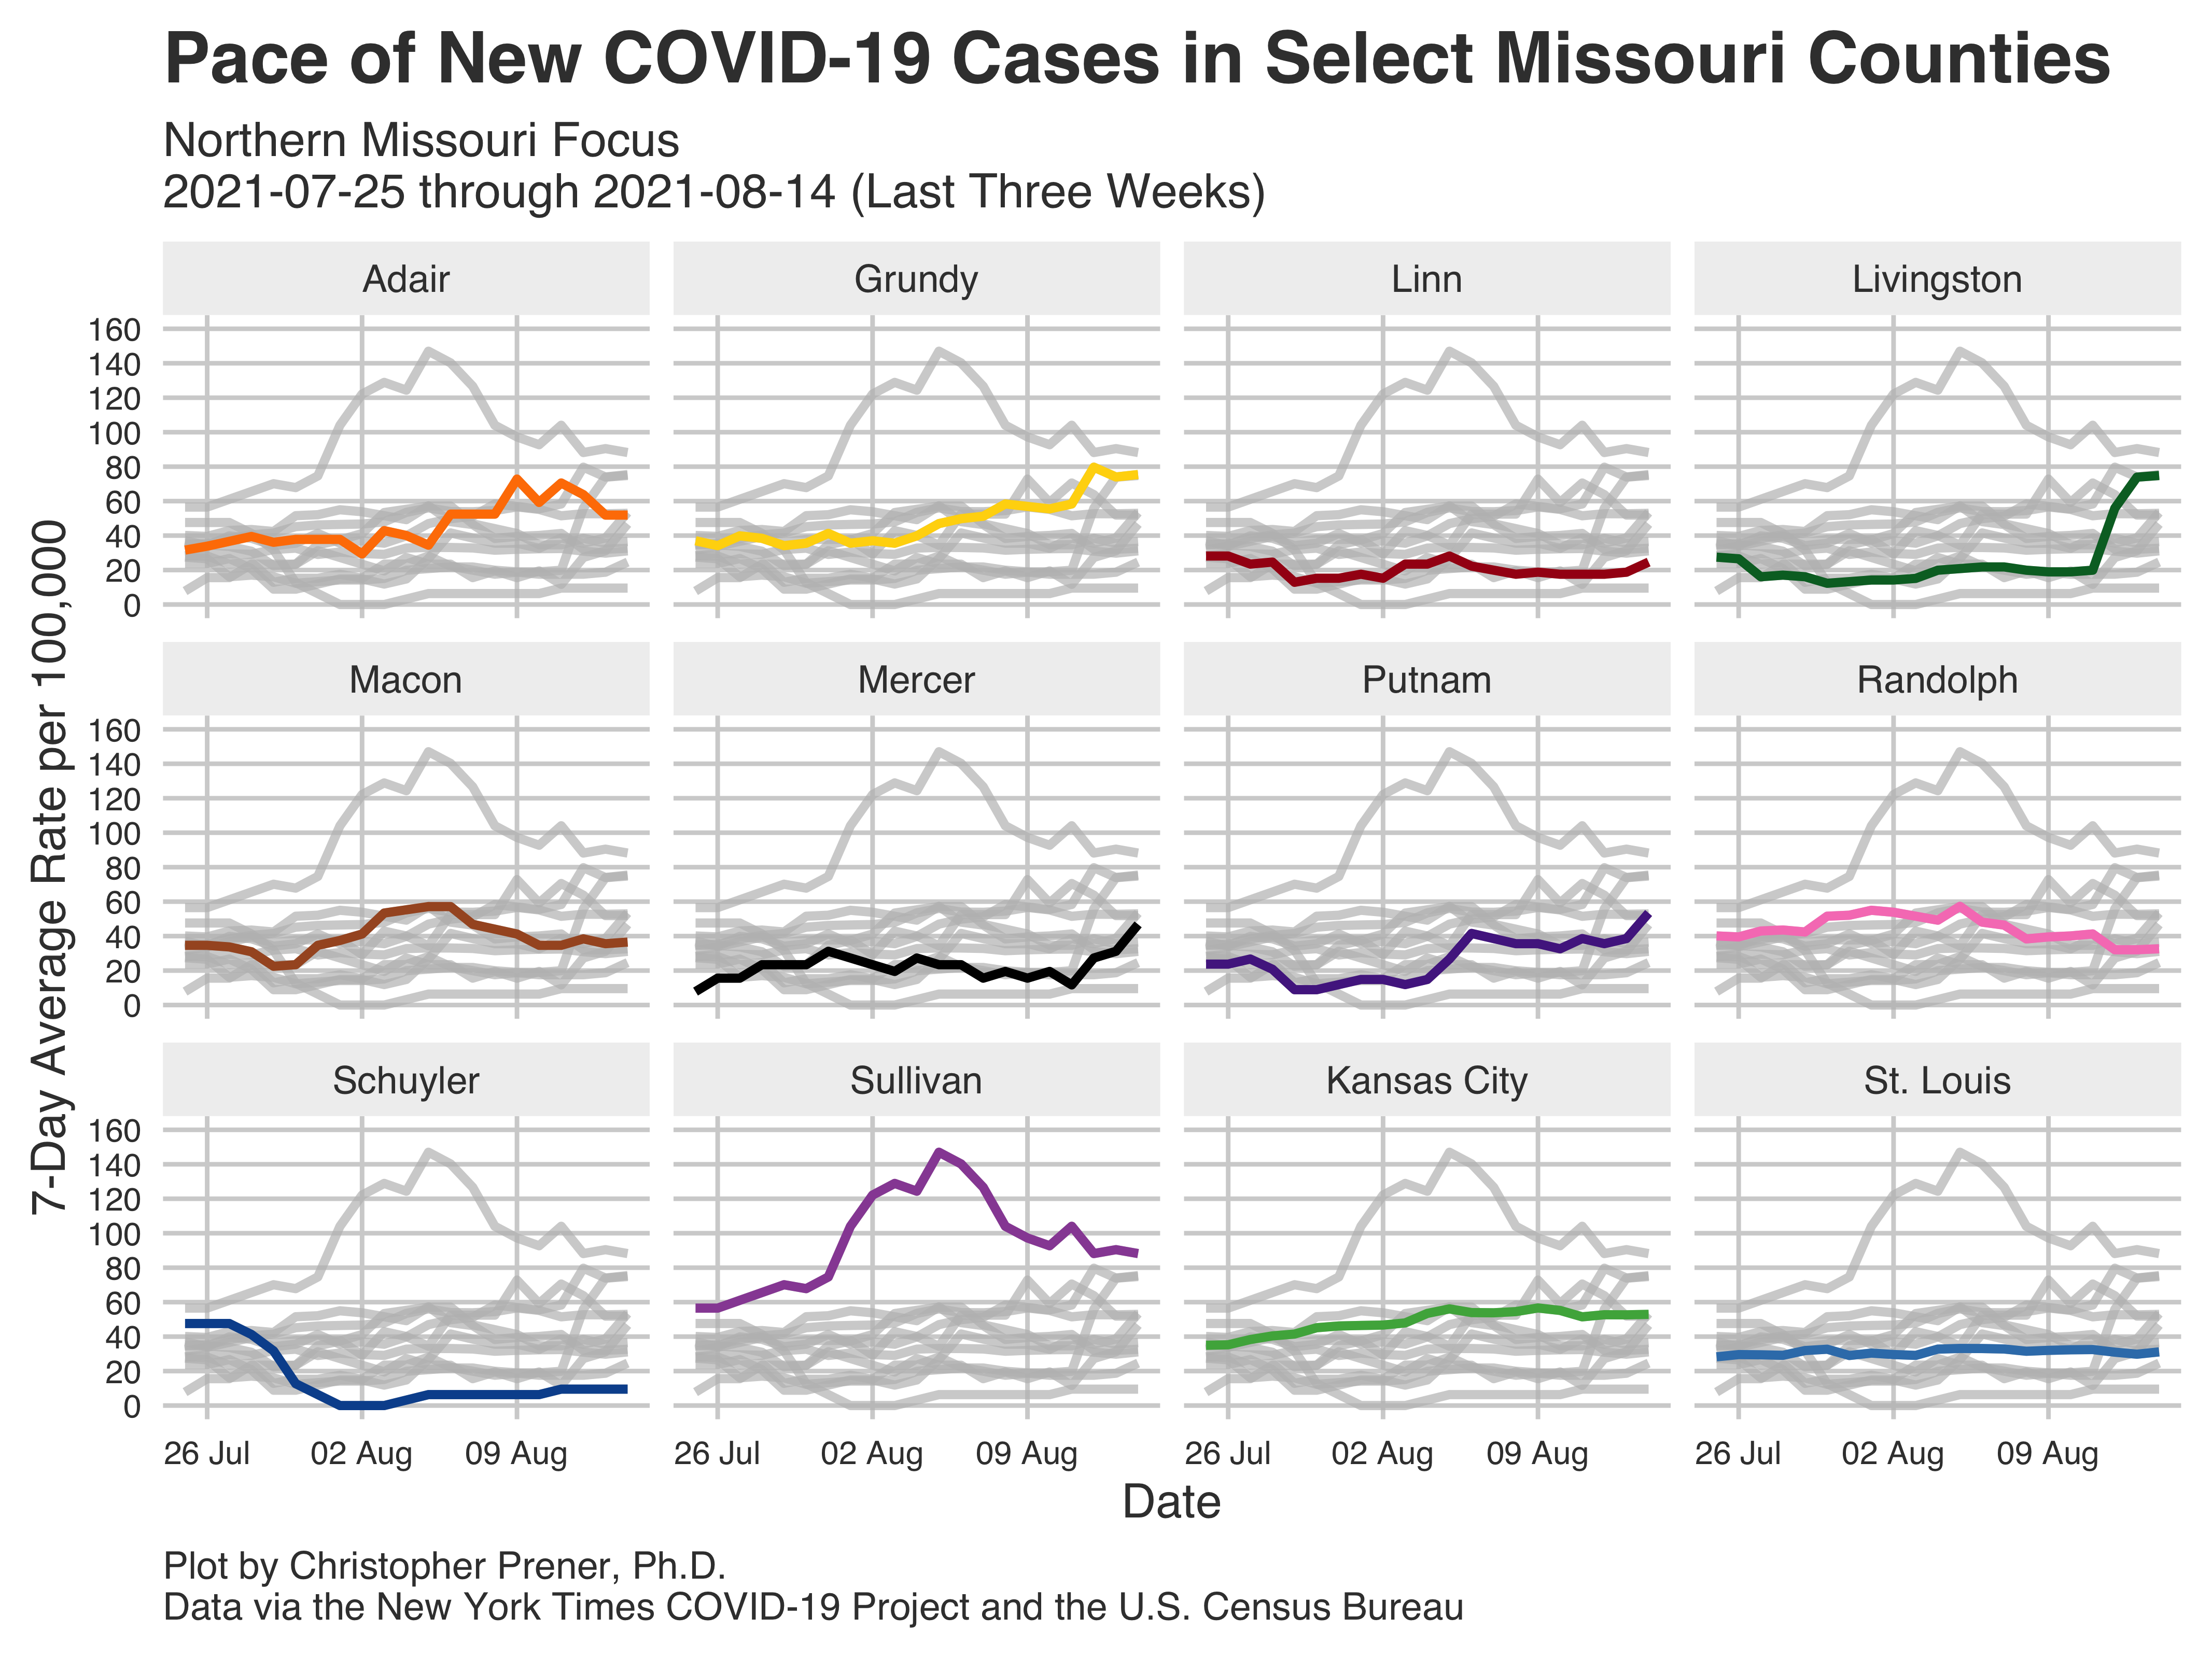 Pace of New COVID-19 Cases in Select Missouri Counties
Northern Missouri Focus
2021-07-25 through 2021-08-14 (Last Three Weeks)
Adair
Grundy
Linn
Livingston
160
140
120
100
80
60
40
20
0
Macon
Mercer
Putnam
Randolph
160
140
120
100
80
60
40
20
0
Schuyler
Sullivan
Kansas City
St. Louis
160
140
120
100
80
60
40
20
0
7-Day Average Rate per 100,000
26 Jul 02 Aug 09 Aug
26 Jul 02 Aug 09 Aug
26 Jul 02 Aug 09 Aug
26 Jul 02 Aug 09 Aug
Date
Plot by Christopher Prener, Ph.D.
Data via the New York Times COVID-19 Project and the U.S. Census Bureau